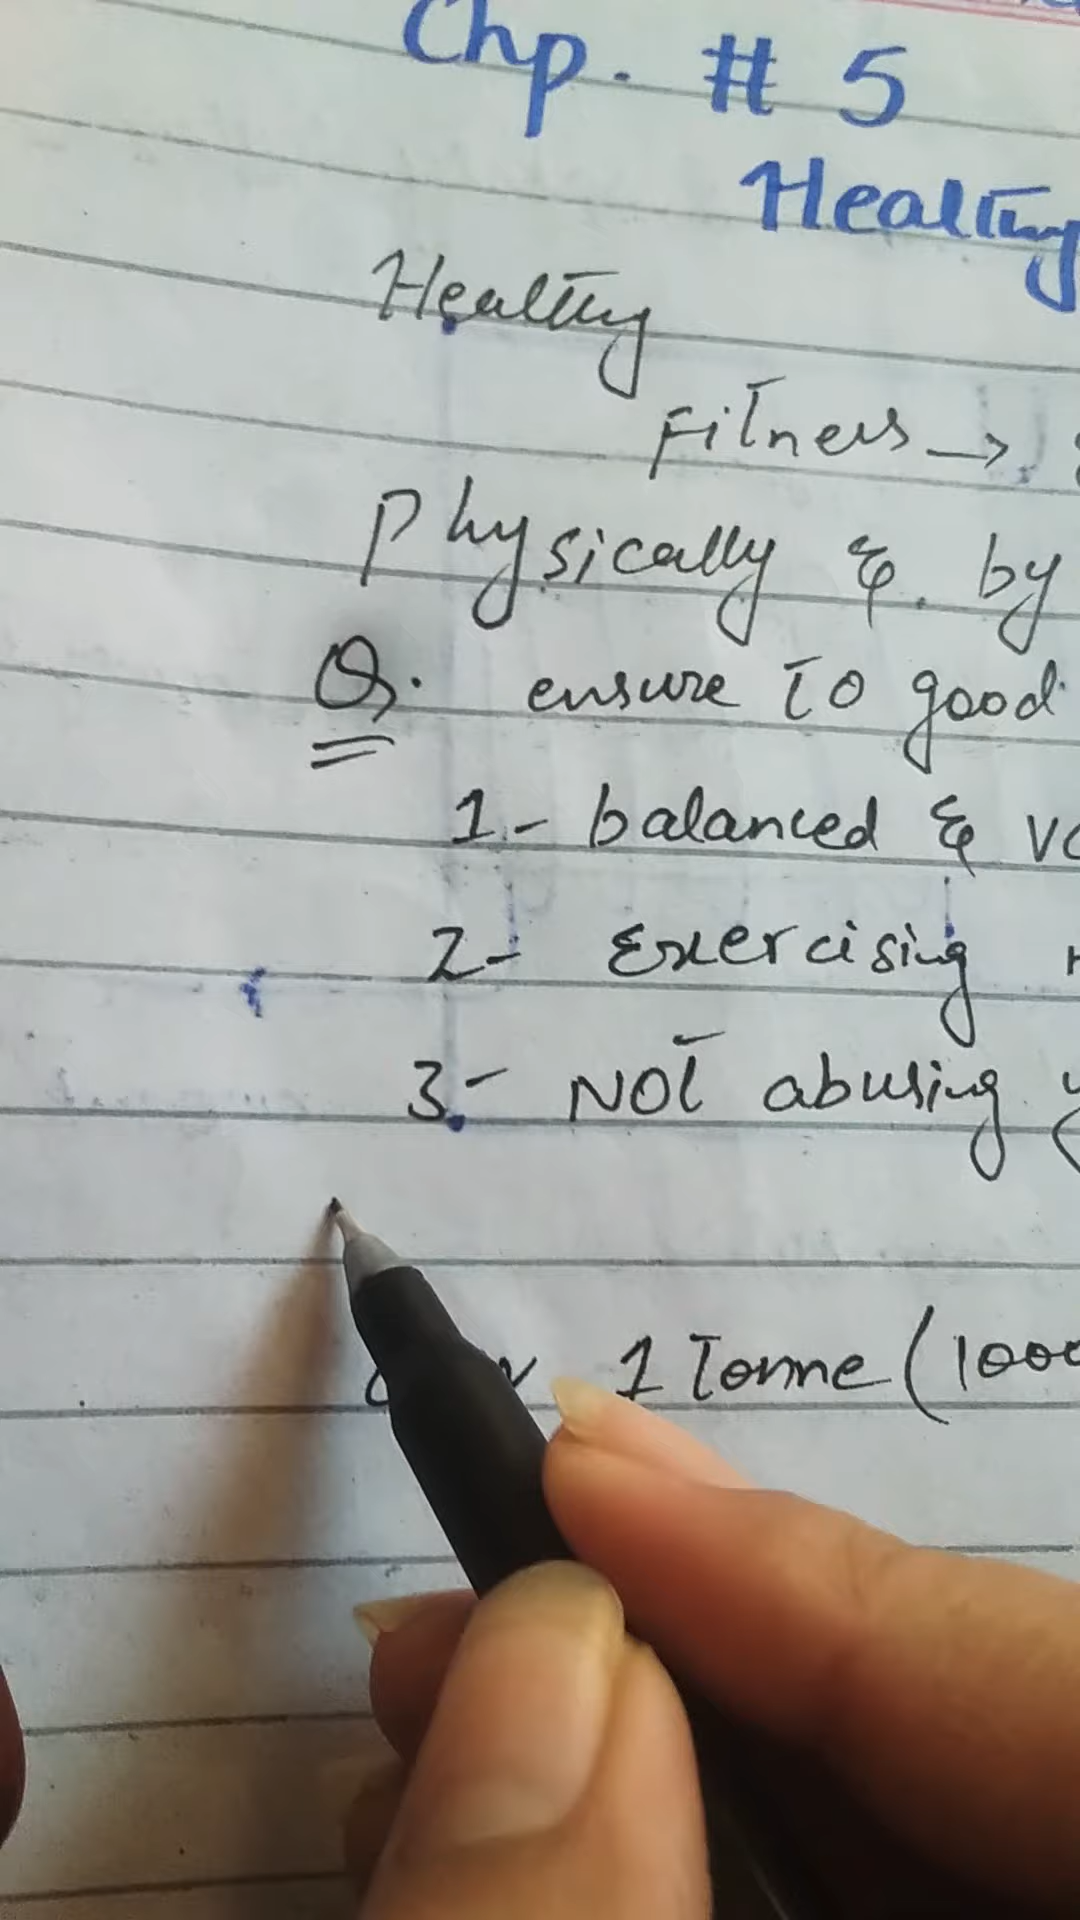 Chp. # 5
Healthy
Healthy
Fitness →
Physically & by
Q. ensure to good
1- balanced &
2- Exercising
3- Not abusing
1 Tonne (1000